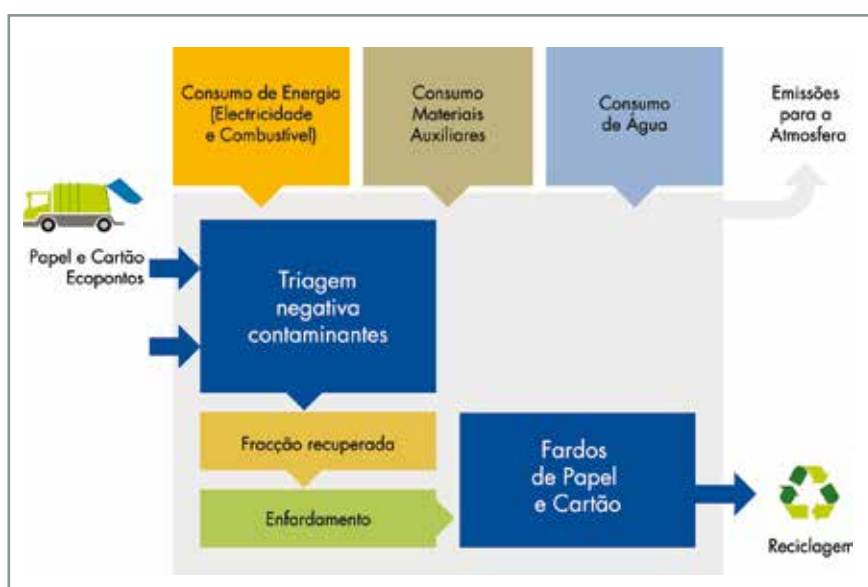 Consumo de Energia
(Electricidade
e Combustível)
Consumo
Materiais
Auxiliares
Consumo
de Água
Emissões
para a
Atmosfera
Papel e Cartão
Ecopontos
Triagem
negativa
contaminantes
Fracção recuperada
Enfardamento
Fardos
de Papel
e Cartão
Reciclagem